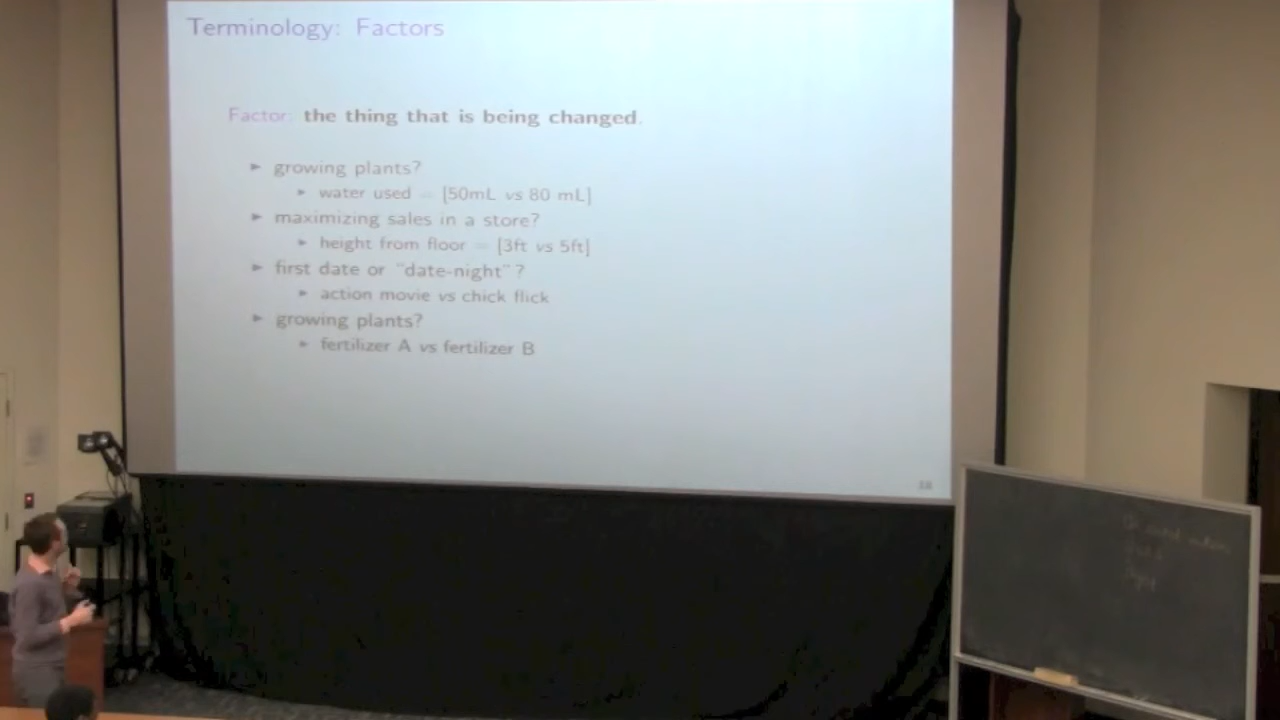 Terminology: Factors
Factor: the thing that is being changed.
► growing plants?
► water used = [50mL vs 80 mL]
► maximizing sales in a store?
► height from floor = [3ft vs 5ft]
► first date or "date-night"?
► action movie vs chick flick
► growing plants?
► fertilizer A vs fertilizer B